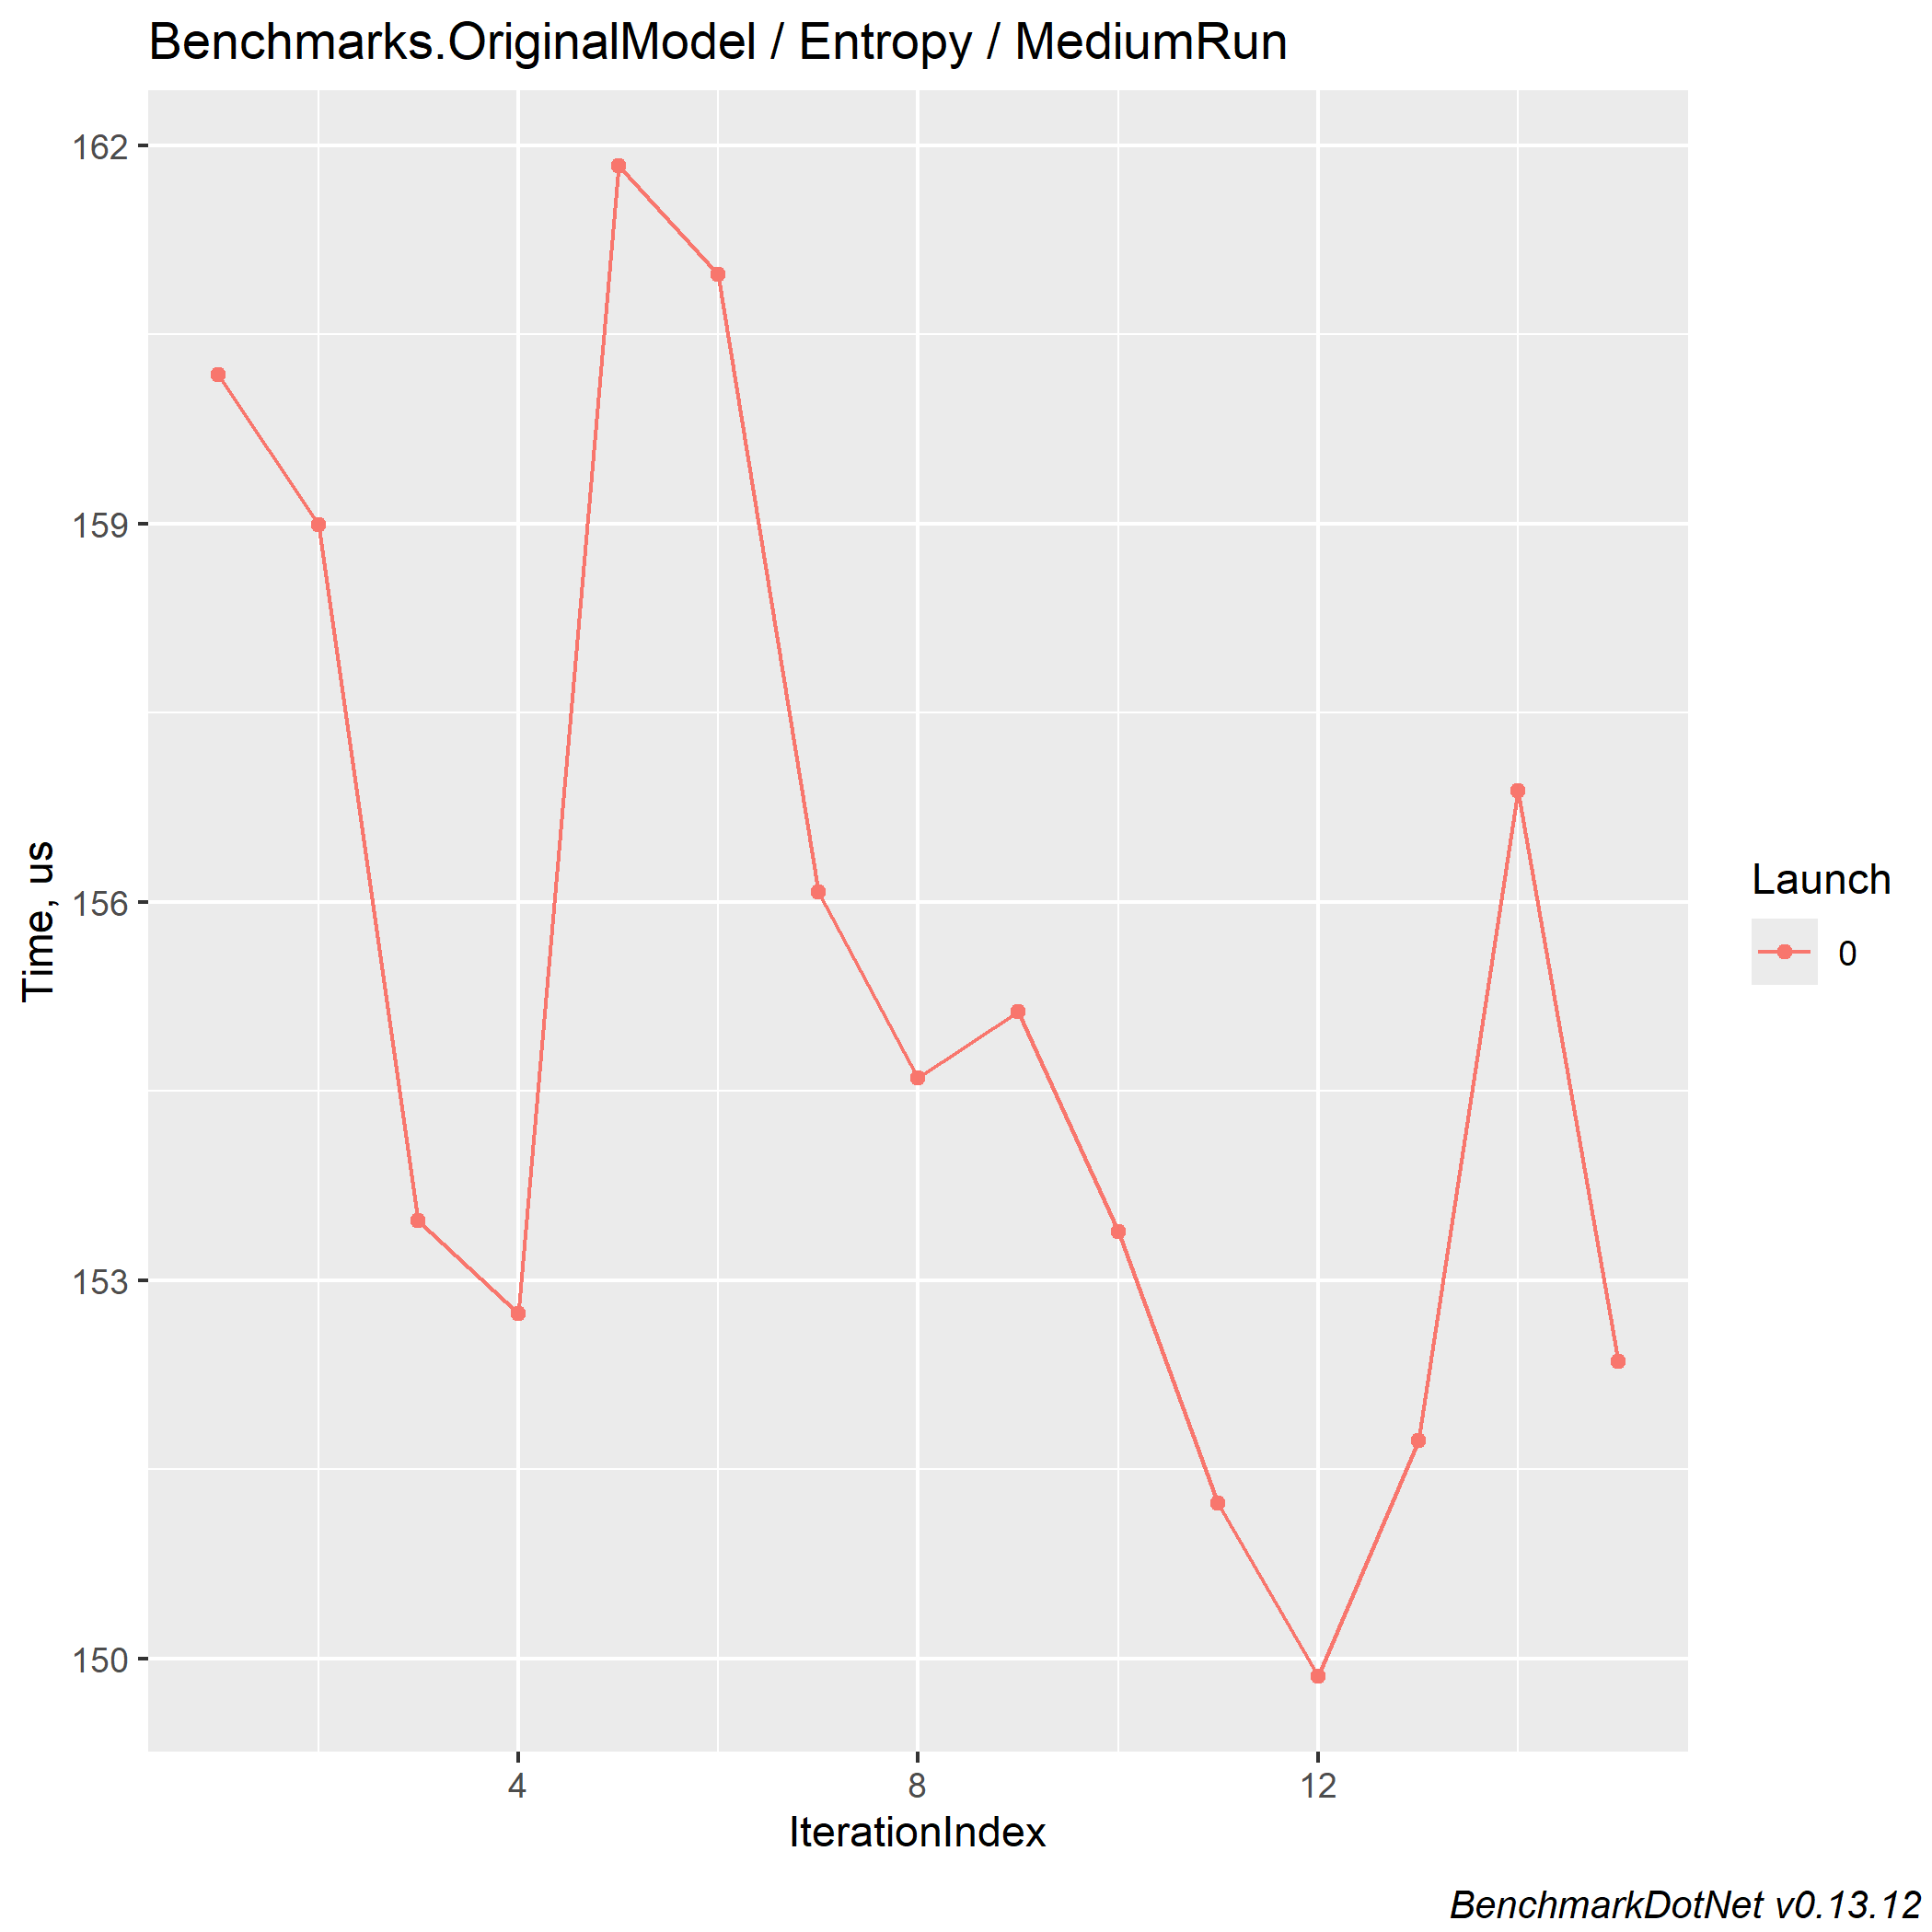 Benchmarks.OriginalModel / Entropy / MediumRun
162
159
156
153
150
Time, us
4
8
12
IterationIndex
Launch
0
BenchmarkDotNet v0.13.12